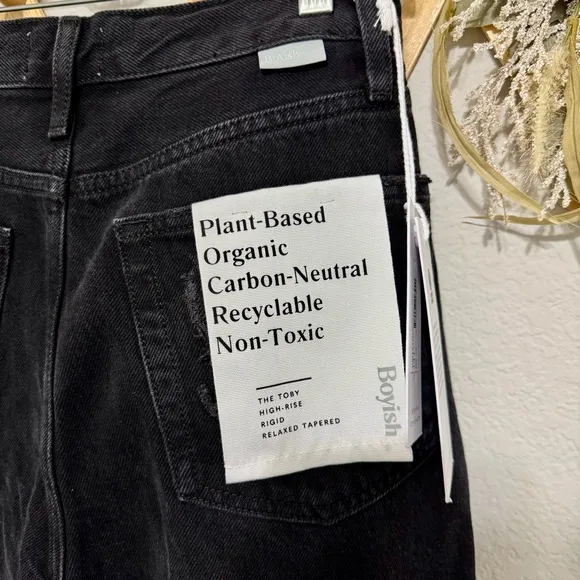 Plant-Based
Organic
Carbon-Neutral
Recyclable
Non-Toxic
THE TOBY
HIGH-RISE
RIGID
RELAXED TAPERED
Boyish